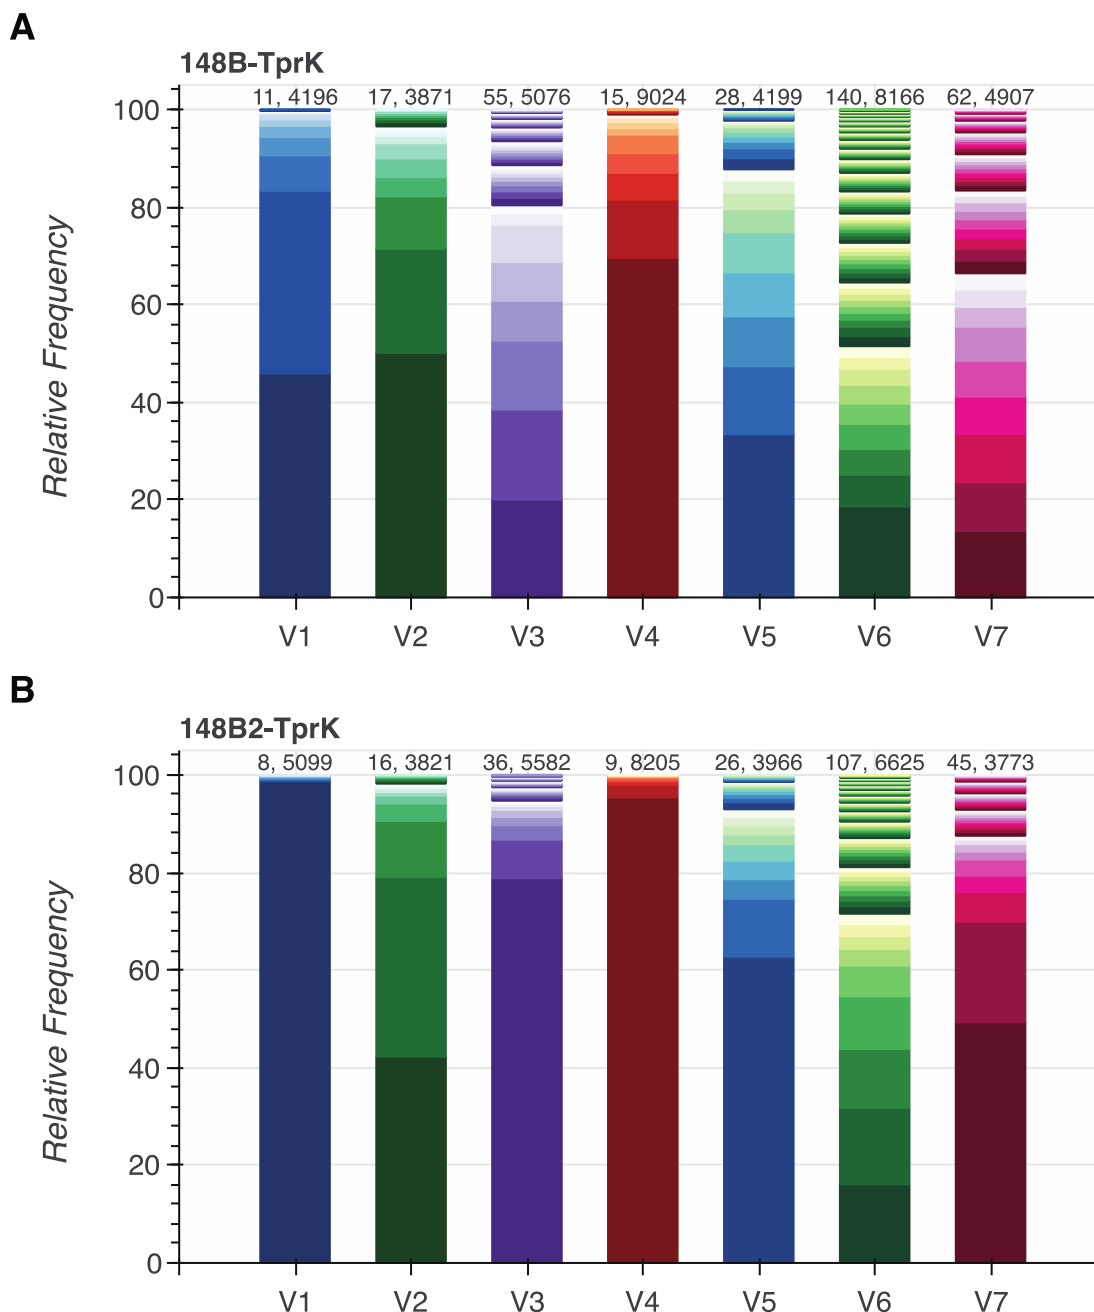 A
148B-TprK
11, 4196 17, 3871 55, 5076 15, 9024 28, 4199 140, 8166 62, 4907
100
80
60
40
20
0
Relative Frequency
V1 V2 V3 V4 V5 V6 V7
B
148B2-TprK
8, 5099 16, 3821 36, 5582 9, 8205 26, 3966 107, 6625 45, 3773
100
80
60
40
20
0
Relative Frequency
V1 V2 V3 V4 V5 V6 V7